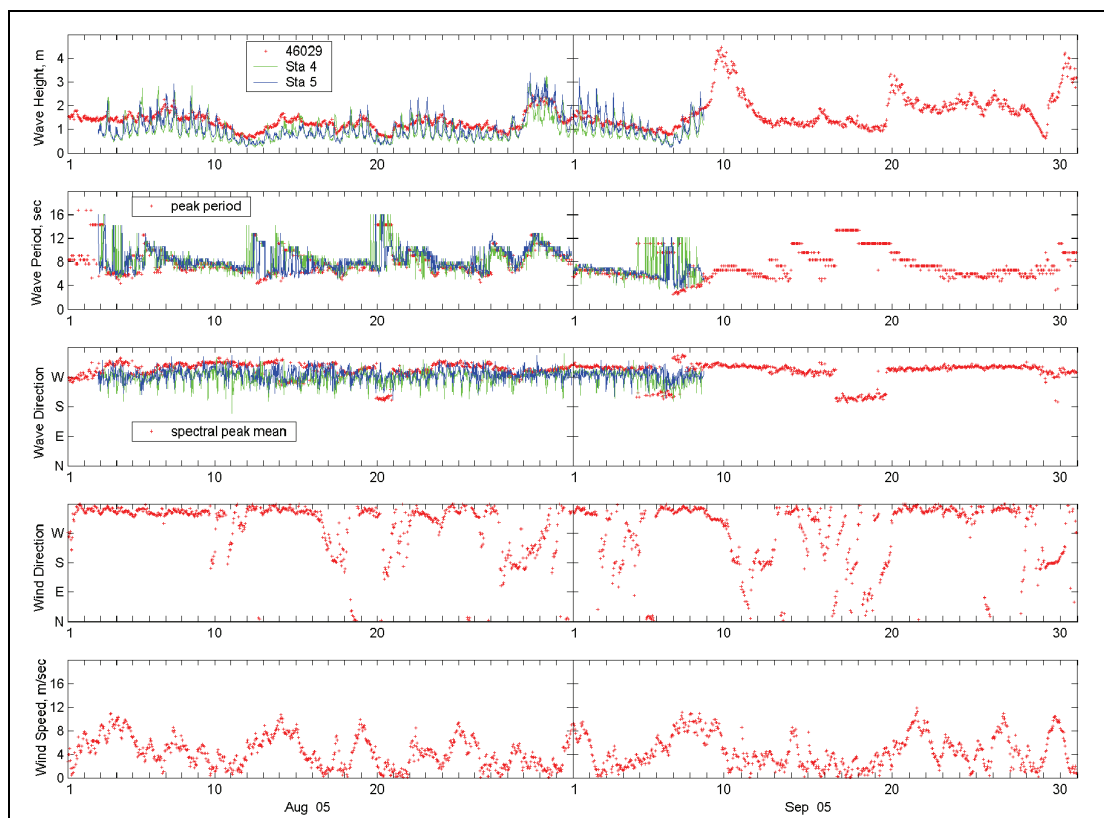 Wave Height, m
4
3
2
1
0
46029
Sta 4
Sta 5
1
10
20
1
10
20
30
Wave Period, sec
16
12
8
4
0
peak period
1
10
20
1
10
20
30
Wave Direction
W
S
E
N
spectral peak mean
1
10
20
1
10
20
30
Wind Direction
W
S
E
N
1
10
20
1
10
20
30
Wind Speed, m/sec
16
12
8
4
0
1
10
20
1
10
20
30
Aug 05
Sep 05